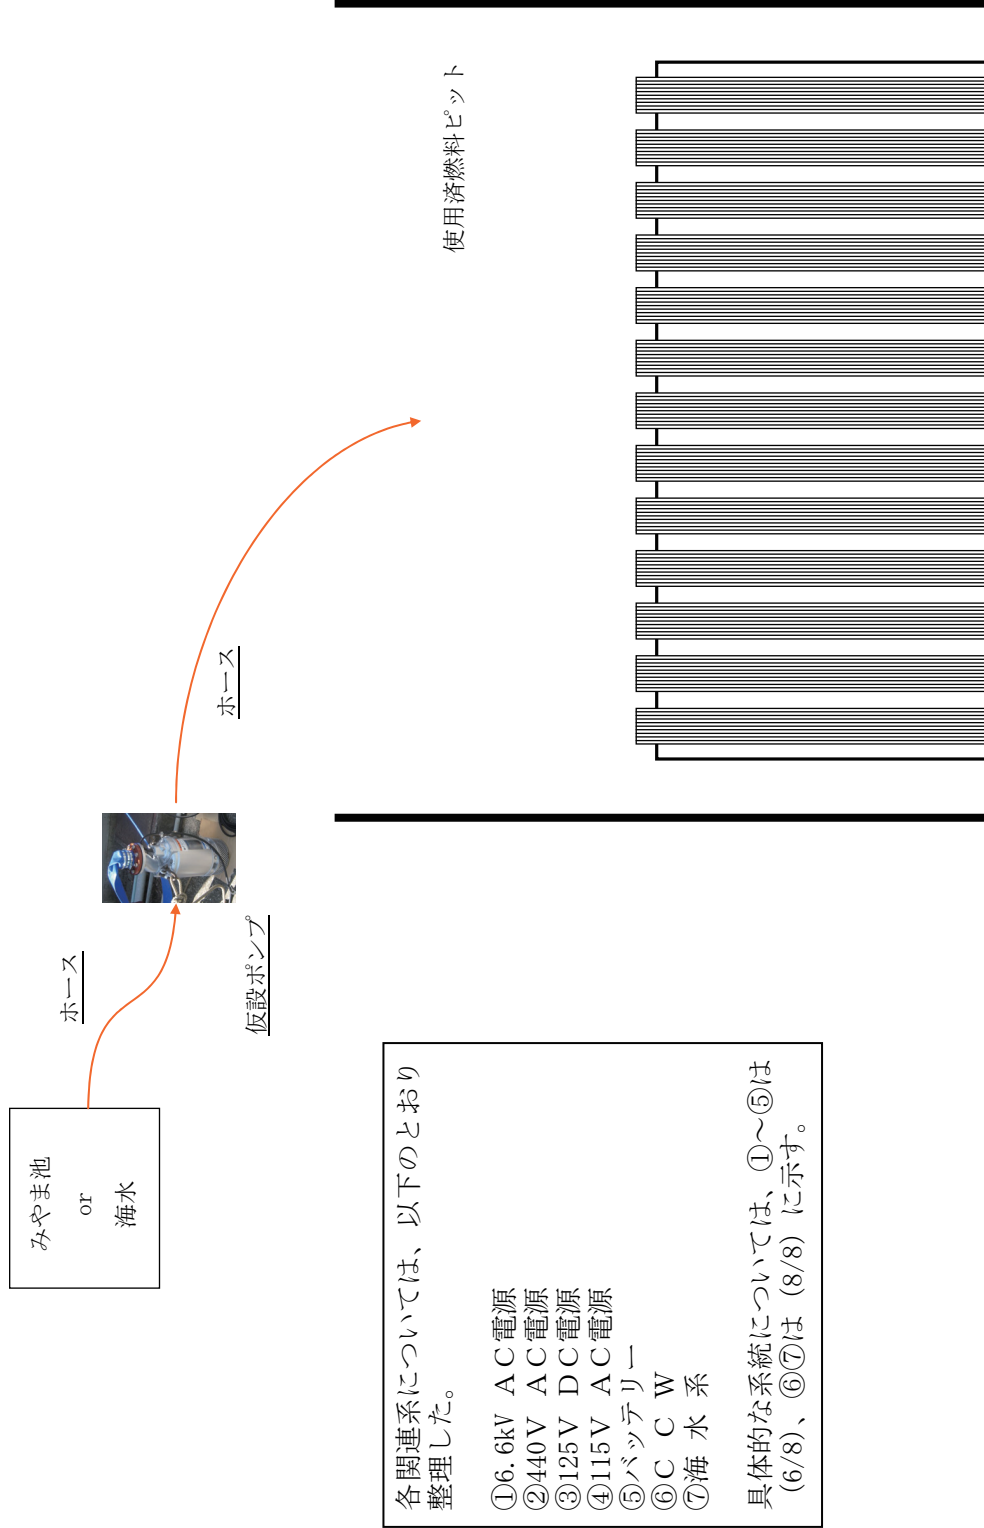 みやま池
or
海水
ホース
仮設ポンプ
ホース
使用済燃料ピット
各関連系については、以下のとおり
整理した。
①6.6kV ＡＣ電源
②440Ｖ ＡＣ電源
③125Ｖ ＤＣ電源
④115Ｖ ＡＣ電源
⑤バッテリー
⑥Ｃ Ｃ Ｗ
⑦海 水 系
具体的な系統については、①～⑤は
(6/8)、⑥⑦は (8/8) に示す。